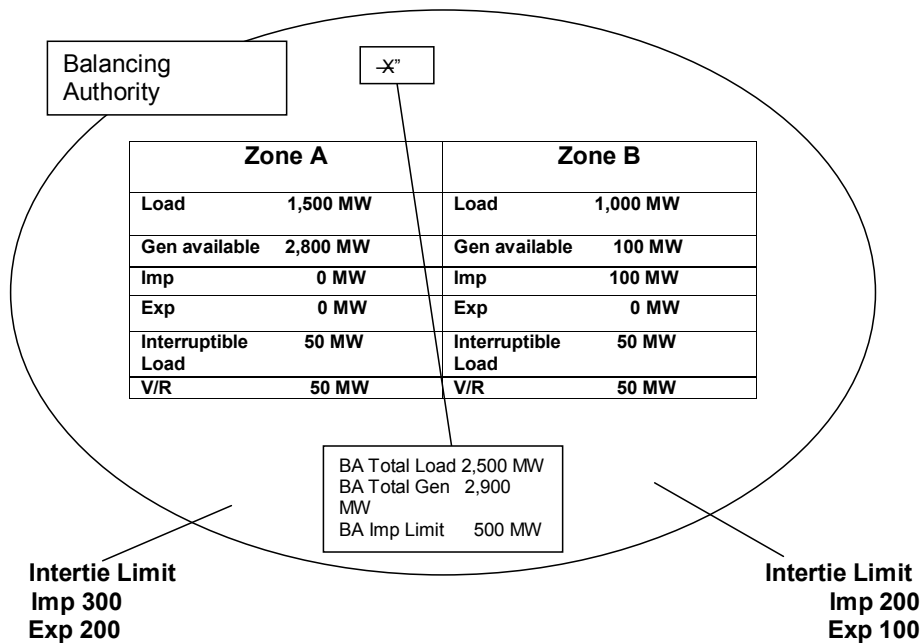 Balancing
Authority
X”
Zone A Zone B
Load 1,500 MW Load 1,000 MW
Gen available 2,800 MW Gen available 100 MW
Imp 0 MW Imp 100 MW
Exp 0 MW Exp 0 MW
Interruptible 50 MW Interruptible 50 MW
Load Load
V/R 50 MW V/R 50 MW
BA Total Load 2,500 MW
BA Total Gen 2,900
MW
BA Imp Limit 500 MW
Intertie Limit Intertie Limit
Imp 300 Imp 200
Exp 200 Exp 100